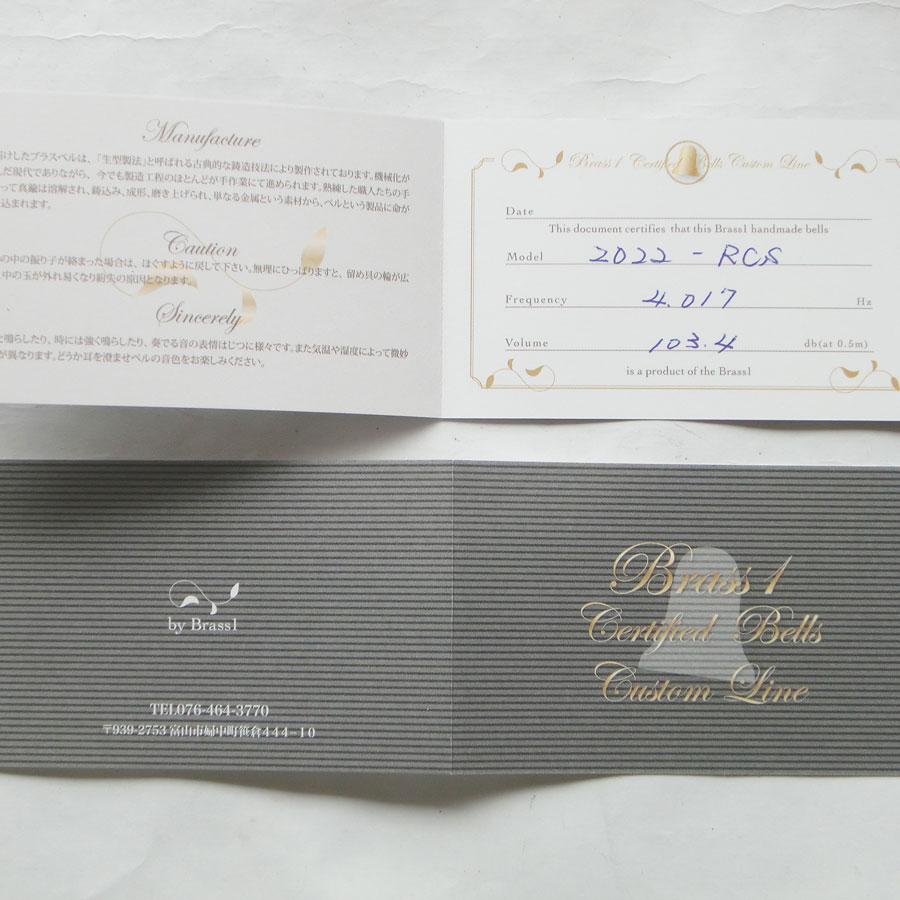 Manufacture
届けしたブラスベルは、「生型製法」と呼ばれる古典的な鋳造技法により製作されております。機械化が
だ現代でありながら、今でも製造工程のほとんどが手作業にて進められます。熟練した職人たちの手
って真鍮は溶解され、鋳込み、成形、磨き上げられ、単なる金属という素材から、ベルという製品に命が
込まれます。
Caution
の中の振り子が絡まった場合は、ほぐすように戻して下さい。無理にひっぱりますと、留め具の輪が広
中の玉が外れ易くなり紛失の原因となります。
Sincerely
鳴らしたり、時には強く鳴らしたり、奏でる音の表情はじつに様々です。また気温や湿度によって微妙
が異なります。どうか耳を澄ませベルの音色をお楽しみください。
Brass 1 Certified Bells Custom Line
Date
This document certifies that this Brass1 handmade bells
Model 2022 - RCS
Frequency 4.017 Hz
Volume 103.4 db(at 0.5m)
is a product of the Brass1
by Brass1
TEL076-464-3770
〒939-2753 富山市婦中町笹倉444-10
Brass 1
Certified Bells
Custom Line